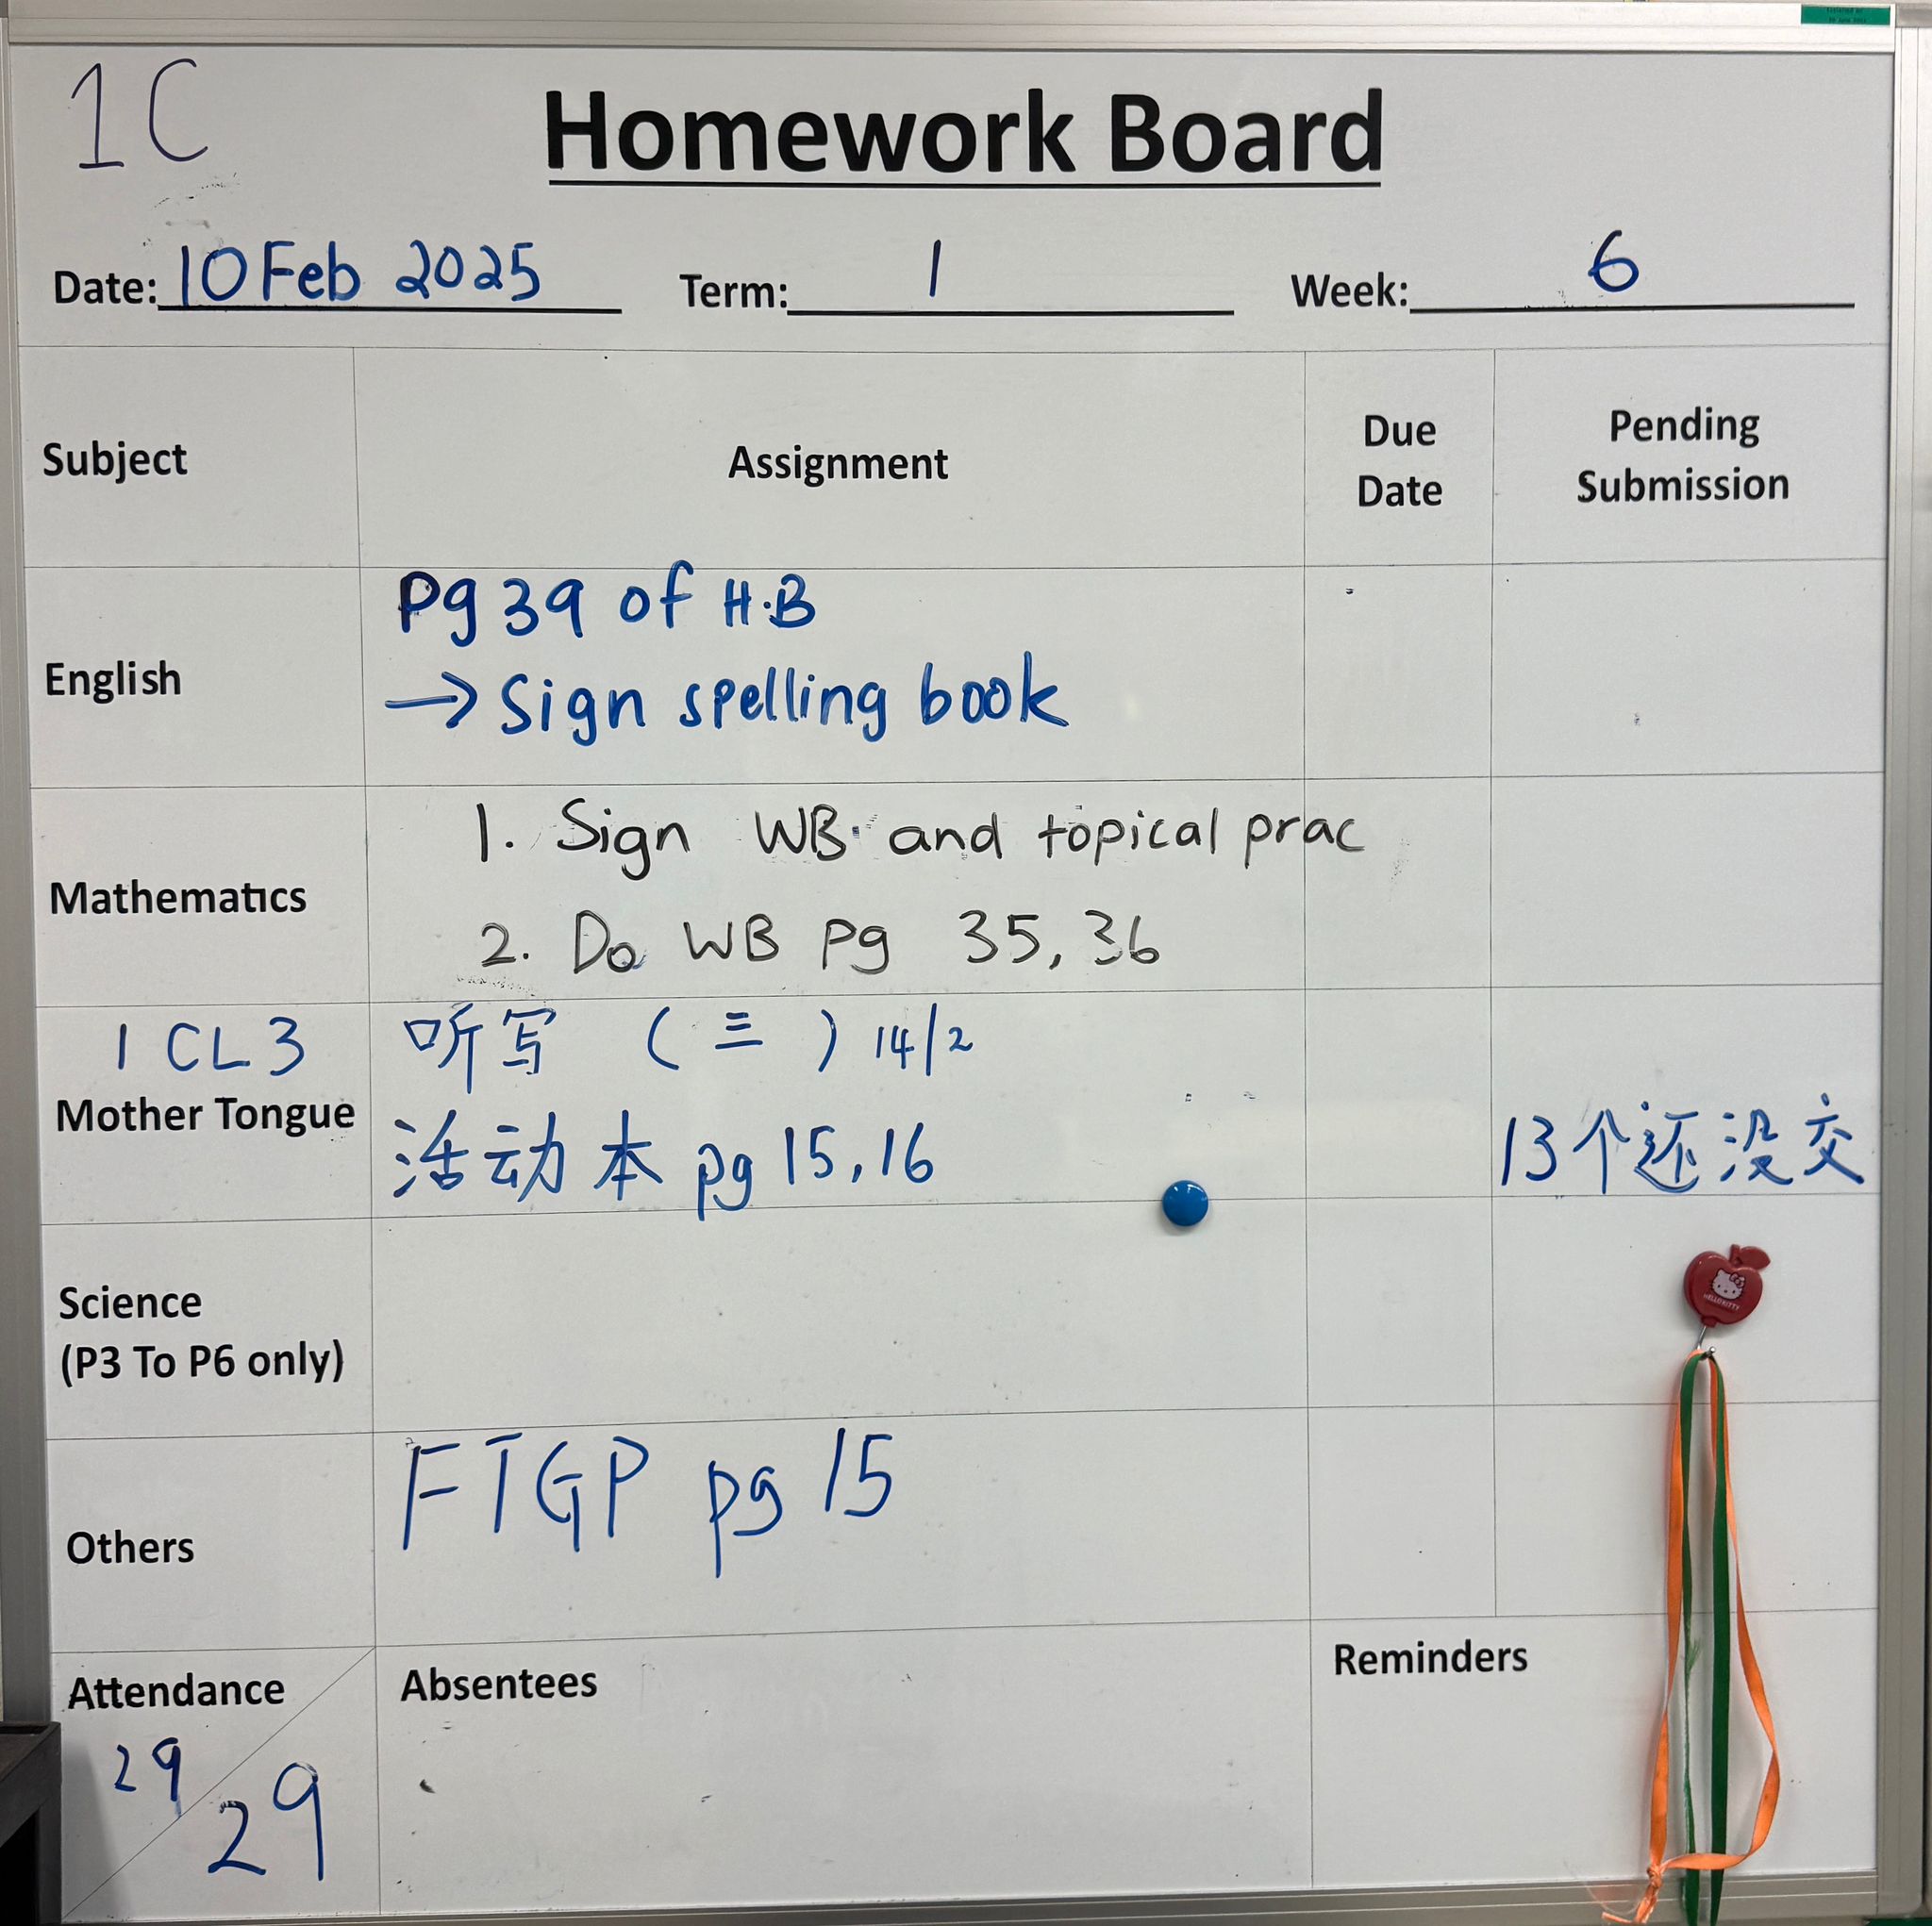 1C
Homework Board
Date: 10 Feb 2025 Term: 1 Week: 6
Subject Assignment Due Date Pending Submission
English
Pg 39 of H.B
→ Sign spelling book
Mathematics
1. Sign WB and topical prac
2. Do WB pg 35, 36
1 CL3
Mother Tongue
听写 (三) 14/2
活动本 pg 15, 16
13个还没交
Science
(P3 To P6 only)
HELLO KITTY
Others
FTGP pg 15
Attendance
29/29
Absentees
Reminders